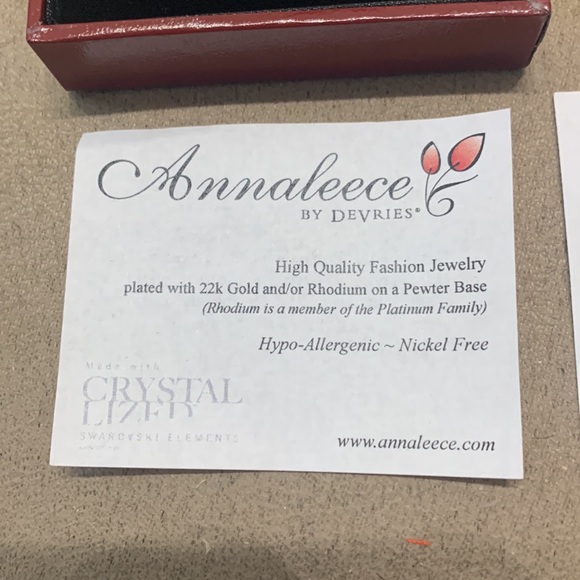 Annaleece
BY DEVRIES®
High Quality Fashion Jewelry
plated with 22k Gold and/or Rhodium on a Pewter Base
(Rhodium is a member of the Platinum Family)
Hypo-Allergenic ~ Nickel Free
Made with
CRYSTAL
LIZED
SWAROVSKI ELEMENTS
www.annaleece.com